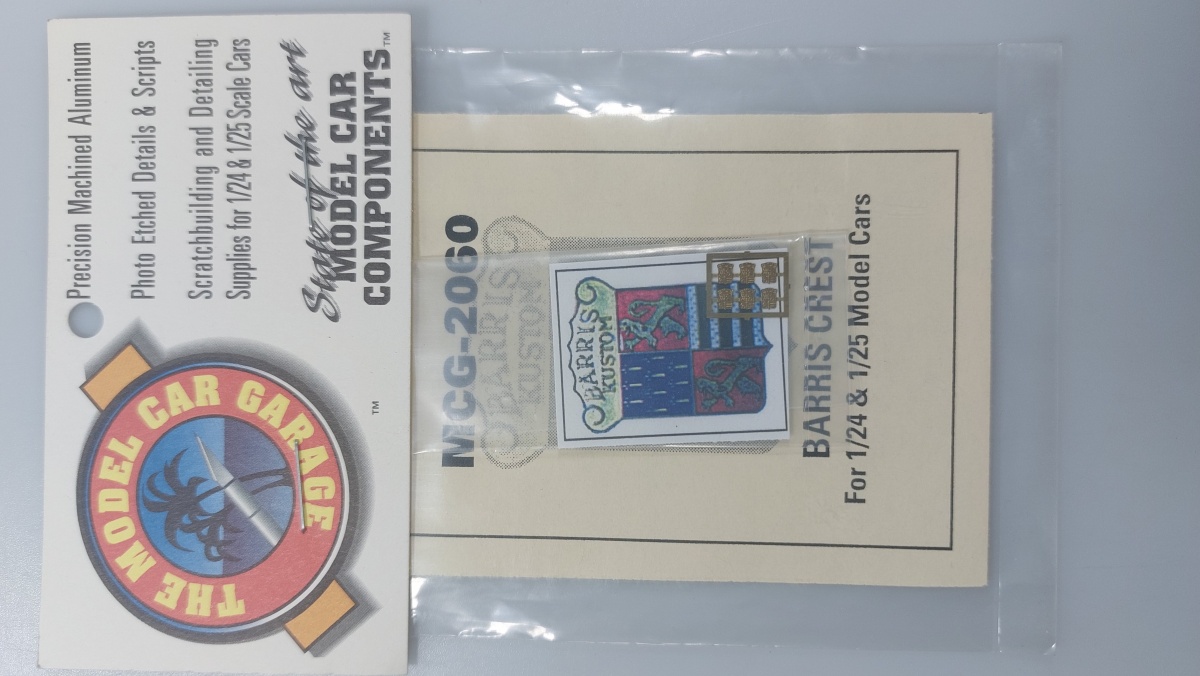 THE MODEL CAR GARAGE
™
Precision Machined Aluminum
Photo Etched Details & Scripts
Scratchbuilding and Detailing
Supplies for 1/24 & 1/25 Scale Cars
State of the art
MODEL CAR
COMPONENTS™
MCG-2060
BARRIS
KUSTOM
BARRIS
KUSTOM
BARRIS CREST
For 1/24 & 1/25 Model Cars